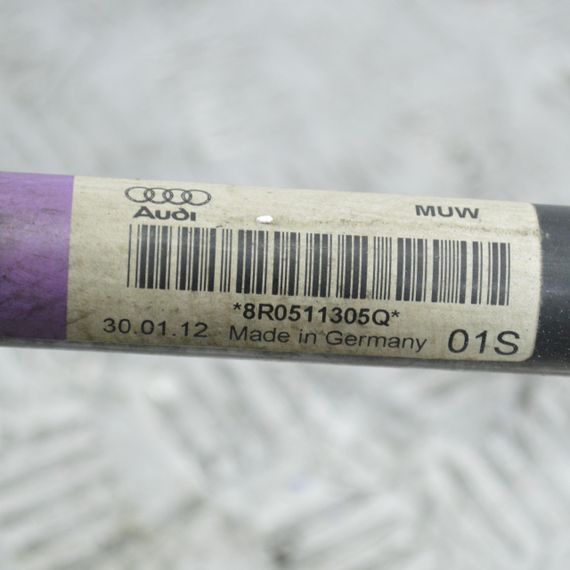 Audi MUW
*8R0511305Q*
30.01.12 Made in Germany 01S